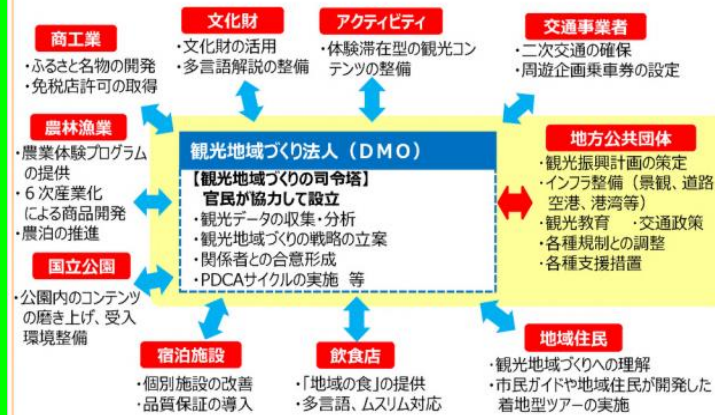 文化財
・文化財の活用
・多言語解説の整備
アクティビティ
・体験滞在型の観光コン
テンツの整備
交通事業者
・二次交通の確保
・周遊企画乗車券の設定
商工業
・ふるさと名物の開発
・免税店許可の取得
農林漁業
・農業体験プログラム
の提供
・6次産業化
による商品開発
・農泊の推進
観光地域づくり法人（DMO）
【観光地域づくりの司令塔】
官民が協力して設立
・観光データの収集・分析
・観光地域づくりの戦略の立案
・関係者との合意形成
・PDCAサイクルの実施 等
地方公共団体
・観光振興計画の策定
・インフラ整備（景観、道路
空港、港湾等）
・観光教育 ・交通政策
・各種規制との調整
・各種支援措置
国立公園
・公園内のコンテンツ
の磨き上げ、受入
環境整備
宿泊施設
・個別施設の改善
・品質保証の導入
飲食店
・「地域の食」の提供
・多言語、ムスリム対応
地域住民
・観光地域づくりへの理解
・市民ガイドや地域住民が開発した
着地型ツアーの実施